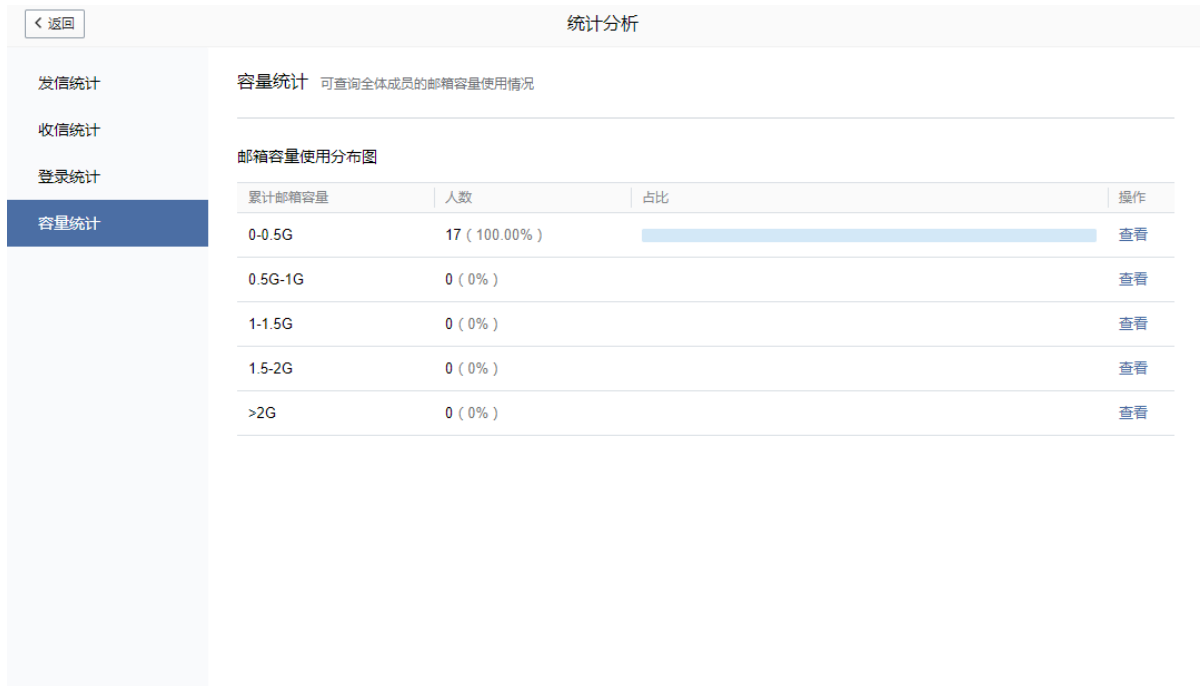 返回
统计分析
发信统计
收信统计
登录统计
容量统计
容量统计 可查询全体成员的邮箱容量使用情况
邮箱容量使用分布图
累计邮箱容量 人数 占比 操作
0-0.5G 17 ( 100.00% ) 查看
0.5G-1G 0 ( 0% ) 查看
1-1.5G 0 ( 0% ) 查看
1.5-2G 0 ( 0% ) 查看
>2G 0 ( 0% ) 查看